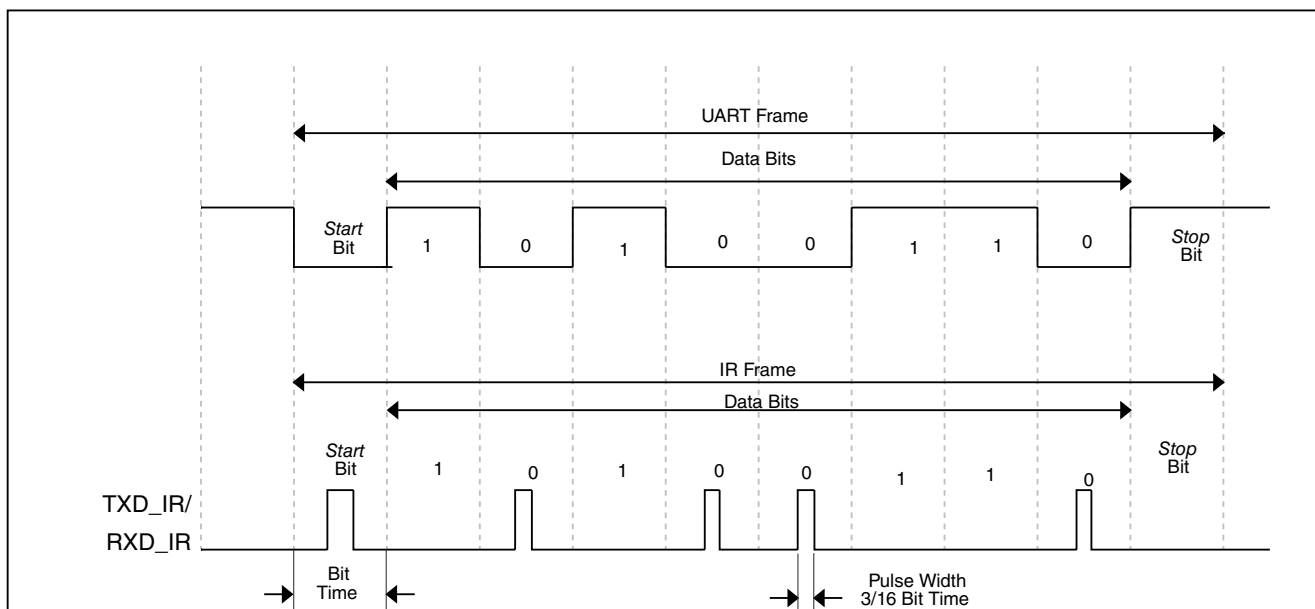 UART Frame
Data Bits
Start
Bit
1 0 1 0 0 1 1 0
Stop
Bit
IR Frame
Data Bits
Start
Bit
1 0 1 0 0 1 1 0
Stop
Bit
TXD_IR/
RXD_IR
Bit
Time
Pulse Width
3/16 Bit Time